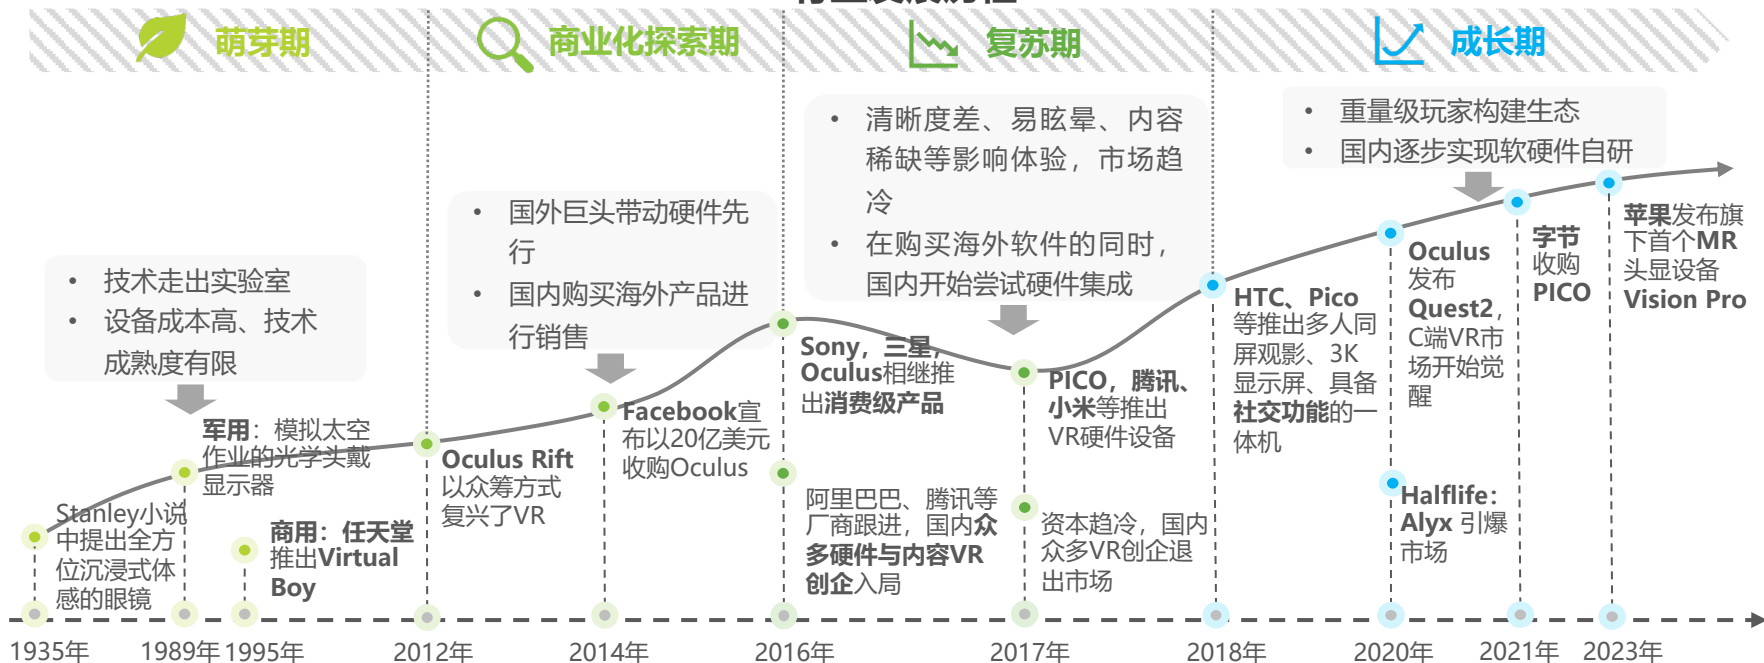 萌芽期
商业化探索期
复苏期
成长期
• 技术走出实验室
• 设备成本高、技术
成熟度有限
• 国外巨头带动硬件先
行
• 国内购买海外产品进
行销售
• 清晰度差、易眩晕、内容
稀缺等影响体验，市场趋
冷
• 在购买海外软件的同时，
国内开始尝试硬件集成
• 重量级玩家构建生态
• 国内逐步实现软硬件自研
Stanley小说
中提出全方
位沉浸式体
感的眼镜
军用：模拟太空
作业的光学头戴
显示器
商用：任天堂
推出Virtual
Boy
Oculus Rift
以众筹方式
复兴了VR
Facebook宣
布以20亿美元
收购Oculus
Sony，三星，
Oculus相继推
出消费级产品
阿里巴巴、腾讯等
厂商跟进，国内众
多硬件与内容VR
创企入局
PICO，腾讯、
小米等推出
VR硬件设备
资本趋冷，国内
众多VR创企退
出市场
HTC、Pico
等推出多人同
屏观影、3K
显示屏、具备
社交功能的一
体机
Oculus
发布
Quest2，
C端VR市
场开始觉
醒
Halflife：
Alyx 引爆
市场
字节
收购
PICO
苹果发布旗
下首个MR
头显设备
Vision Pro
1935年
1989年
1995年
2012年
2014年
2016年
2017年
2018年
2020年
2021年
2023年